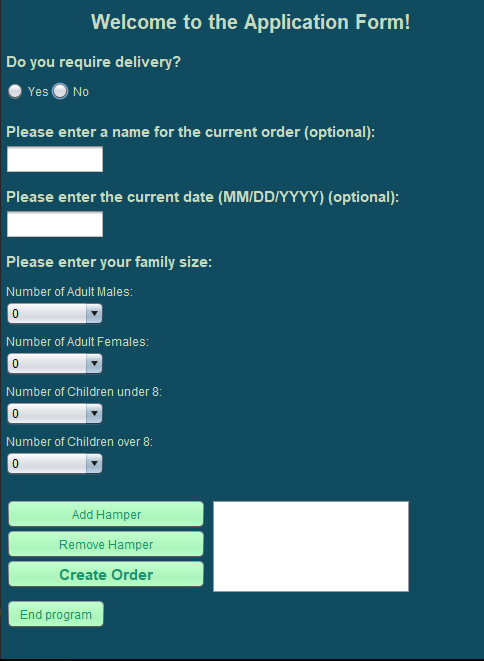 Welcome to the Application Form!
Do you require delivery?
Yes No
Please enter a name for the current order (optional):
Please enter the current date (MM/DD/YYYY) (optional):
Please enter your family size:
Number of Adult Males:
0
Number of Adult Females:
0
Number of Children under 8:
0
Number of Children over 8:
0
Add Hamper
Remove Hamper
Create Order
End program